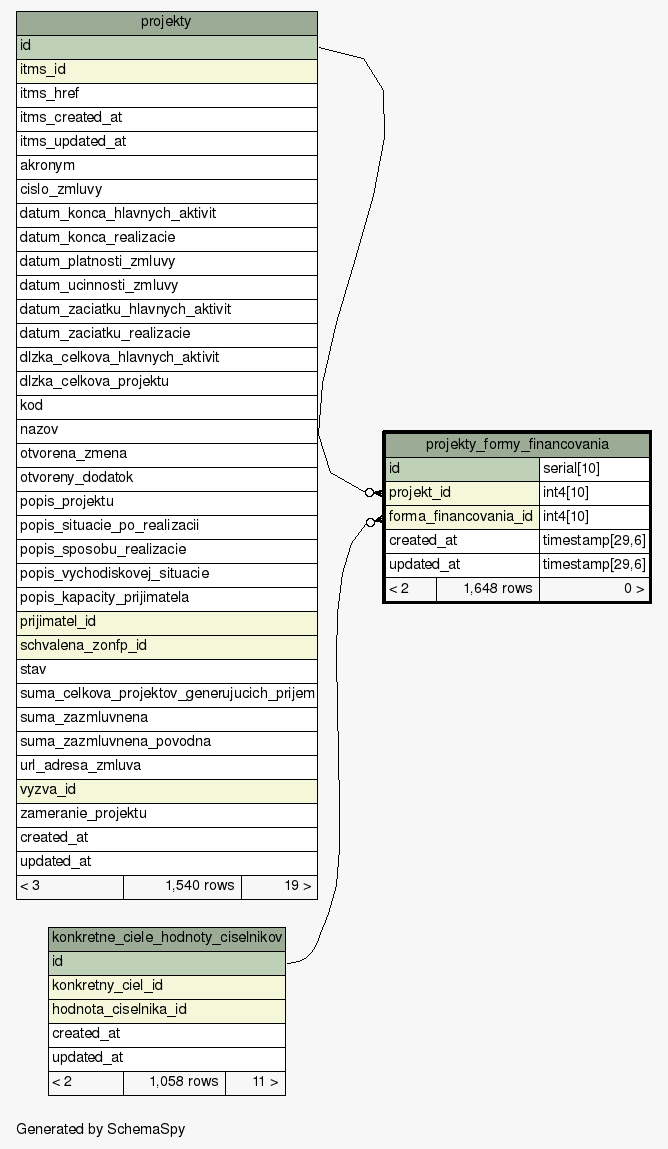 projekty
id
itms_id
itms_href
itms_created_at
itms_updated_at
akronym
cislo_zmluvy
datum_konca_hlavnych_aktivit
datum_konca_realizacie
datum_platnosti_zmluvy
datum_ucinnosti_zmluvy
datum_zaciatku_hlavnych_aktivit
datum_zaciatku_realizacie
dlzka_celkova_hlavnych_aktivit
dlzka_celkova_projektu
kod
nazov
otvorena_zmena
otvoreny_dodatok
popis_projektu
popis_situacie_po_realizacii
popis_sposobu_realizacie
popis_vychodiskovej_situacie
popis_kapacity_prijimatela
prijimatel_id
schvalena_zonfp_id
stav
suma_celkova_projektov_generujucich_prijem
suma_zazmluvnena
suma_zazmluvnena_povodna
url_adresa_zmluva
vyzva_id
zameranie_projektu
created_at
updated_at
< 3 1,540 rows 19 >
projekty_formy_financovania
id serial[10]
projekt_id int4[10]
forma_financovania_id int4[10]
created_at timestamp[29,6]
updated_at timestamp[29,6]
< 2 1,648 rows 0 >
konkretne_ciele_hodnoty_ciselnikov
id
konkretny_ciel_id
hodnota_ciselnika_id
created_at
updated_at
< 2 1,058 rows 11 >
Generated by SchemaSpy